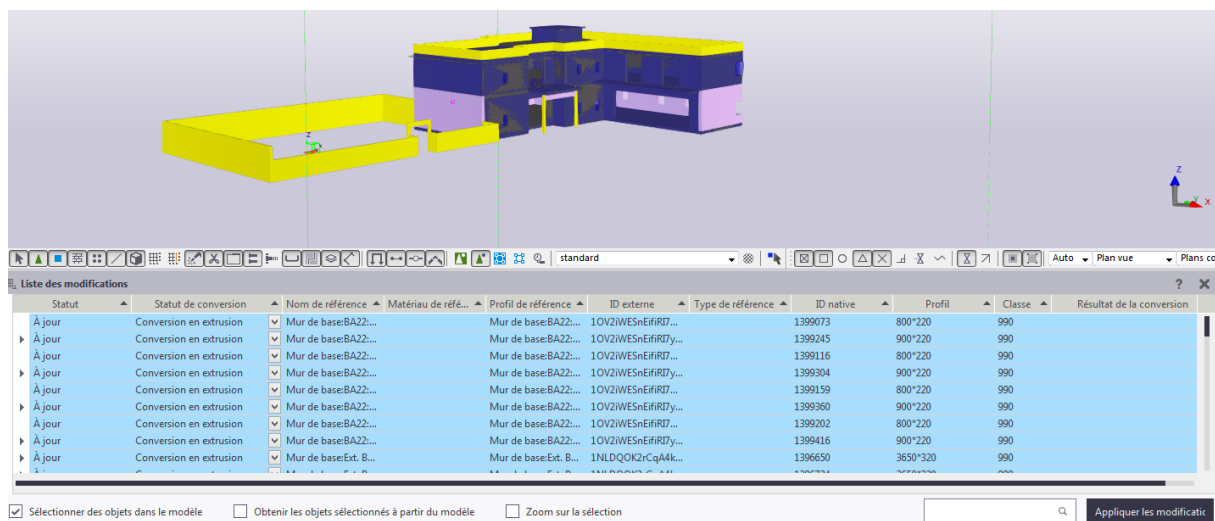 Z
Z
X
standard
Auto
Plan vue
Plans co
Liste des modifications
?
Statut Statut de conversion Nom de référence Matériau de réfé... Profil de référence ID externe Type de référence ID native Profil Classe Résultat de la conversion
À jour Conversion en extrusion Mur de base:BA22:... Mur de base:BA22:... 1OV2iWESnEifiRI7... 1399073 800*220 990
À jour Conversion en extrusion Mur de base:BA22:... Mur de base:BA22:... 1OV2iWESnEifiRI7y... 1399245 900*220 990
À jour Conversion en extrusion Mur de base:BA22:... Mur de base:BA22:... 1OV2iWESnEifiRI7... 1399116 800*220 990
À jour Conversion en extrusion Mur de base:BA22:... Mur de base:BA22:... 1OV2iWESnEifiRI7y... 1399304 900*220 990
À jour Conversion en extrusion Mur de base:BA22:... Mur de base:BA22:... 1OV2iWESnEifiRI7... 1399159 800*220 990
À jour Conversion en extrusion Mur de base:BA22:... Mur de base:BA22:... 1OV2iWESnEifiRI7y... 1399360 900*220 990
À jour Conversion en extrusion Mur de base:BA22:... Mur de base:BA22:... 1OV2iWESnEifiRI7... 1399202 800*220 990
À jour Conversion en extrusion Mur de base:BA22:... Mur de base:BA22:... 1OV2iWESnEifiRI7y... 1399416 900*220 990
À jour Conversion en extrusion Mur de base:Ext. B... Mur de base:Ext. B... 1NLDQOK2rCqA4k... 1396650 3650*320 990
Sélectionner des objets dans le modèle Obtenir les objets sélectionnés à partir du modèle Zoom sur la sélection Appliquer les modificatic